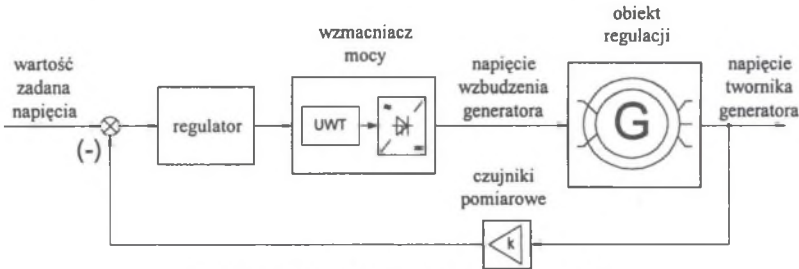 obiekt
regulacji
wzmacniacz
mocy
wartość
zadana
napięcia
napięcie
wzbudzenia
generatora
napięcie
twornika
generatora
regulator
UWT
G
(-)
czujniki
pomiarowe
k